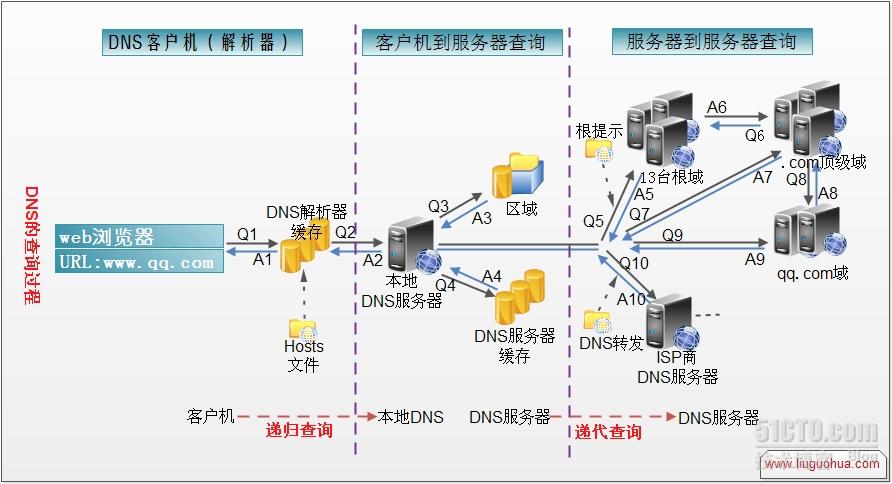 DNS客户机(解析器)
客户机到服务器查询
服务器到服务器查询
DNS的查询过程
web浏览器
URL:www.qq.com
Q1
A1
DNS解析器
缓存
Hosts
文件
Q2
A2
本地
DNS服务器
Q3
A3
区域
Q4
A4
DNS服务器
缓存
根提示
13台根域
Q5
A5
A6
Q6
.com顶级域
Q7
A7
Q8
A8
Q9
A9
qq.com域
Q10
A10
DNS转发
ISP商
DNS服务器
客户机
递归查询
本地DNS
DNS服务器
递代查询
DNS服务器
51CTO.com
技术博客 Blog
www.liuguohua.com